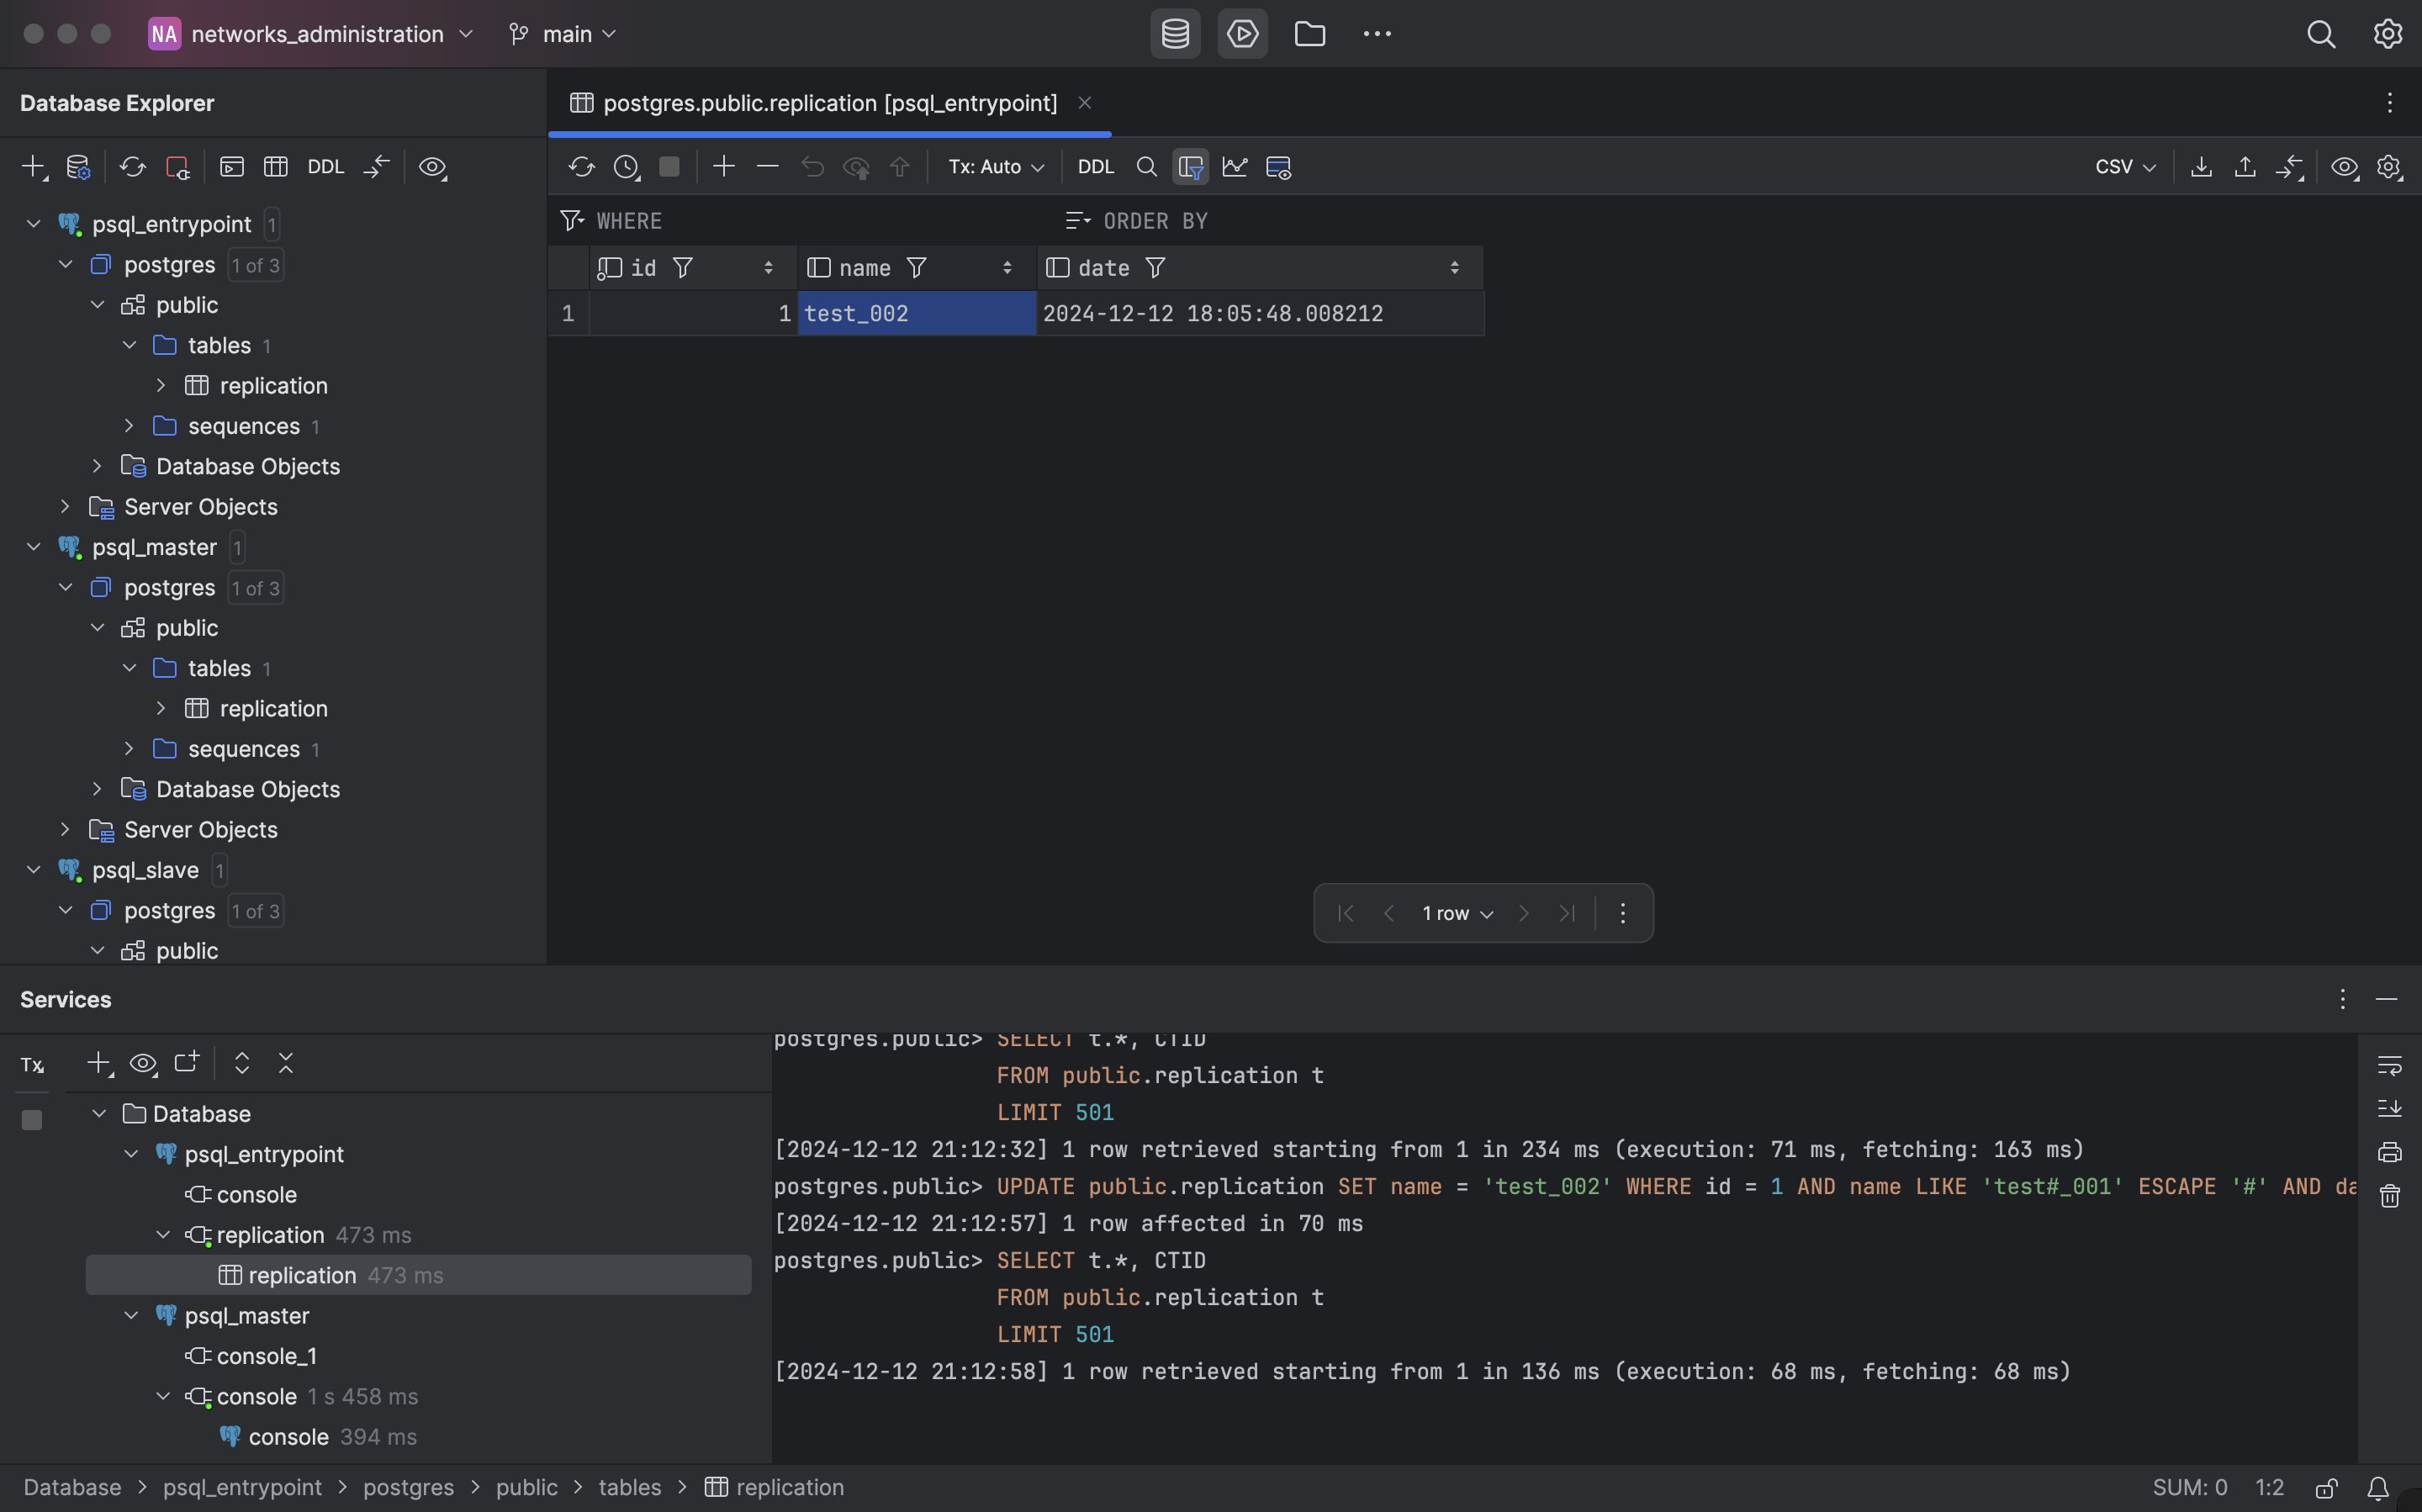 NA networks_administration main
Database Explorer
postgres.public.replication [psql_entrypoint]
DDL
Tx: Auto DDL CSV
WHERE ORDER BY
id name date
1 1 test_002 2024-12-12 18:05:48.008212
psql_entrypoint 1
postgres 1 of 3
public
tables 1
replication
sequences 1
Database Objects
Server Objects
psql_master 1
postgres 1 of 3
public
tables 1
replication
sequences 1
Database Objects
Server Objects
psql_slave 1
postgres 1 of 3
public
1 row
Services
Tx
Database
psql_entrypoint
console
replication 473 ms
replication 473 ms
psql_master
console_1
console 1 s 458 ms
console 394 ms
postgres.public> SELECT t.*, CTID
FROM public.replication t
LIMIT 501
[2024-12-12 21:12:32] 1 row retrieved starting from 1 in 234 ms (execution: 71 ms, fetching: 163 ms)
postgres.public> UPDATE public.replication SET name = 'test_002' WHERE id = 1 AND name LIKE 'test#_001' ESCAPE '#' AND da
[2024-12-12 21:12:57] 1 row affected in 70 ms
postgres.public> SELECT t.*, CTID
FROM public.replication t
LIMIT 501
[2024-12-12 21:12:58] 1 row retrieved starting from 1 in 136 ms (execution: 68 ms, fetching: 68 ms)
Database > psql_entrypoint > postgres > public > tables > replication
SUM: 0 1:2